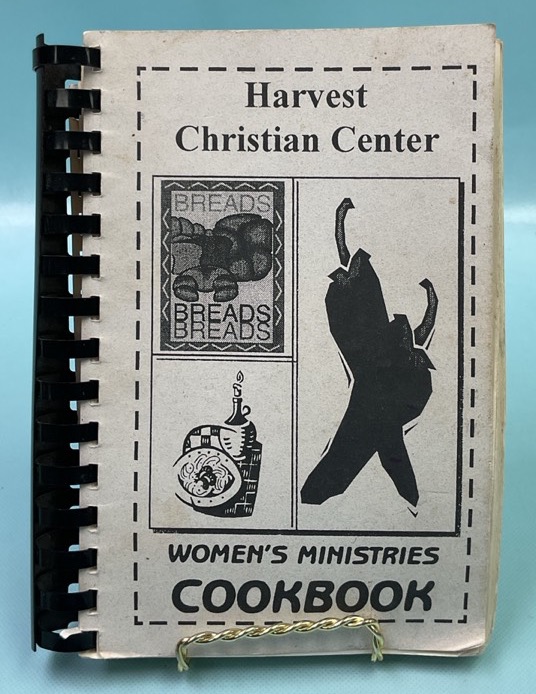 Harvest
Christian Center
BREADS
BREADS
BREADS
WOMEN'S MINISTRIES
COOKBOOK